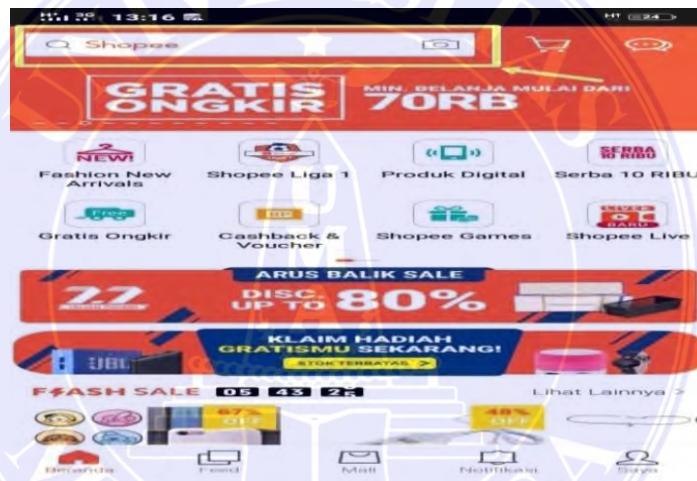 13:16
Shopee
GRATIS
ONGKIR
MIN. BELANJA MULAI DARI
70RB
NEW!
SERBA
10 RIBU
Fashion New
Arrivals
Shopee Liga 1
Produk Digital
Serba 10 RIBU
Free
Gratis Ongkir
Cashback &
Voucher
Shopee Games
LIVE
BARU
Shopee Live
ARUS BALIK SALE
7.7
DISC.
UP TO 80%
KLAIM HADIAH
GRATISMU SEKARANG!
STOK TERBATAS >
FLASH SALE 05 43
Lihat Lainnya >
67%
OFF
48%
OFF
Beranda
Feed
Mall
Notifikasi
Saya